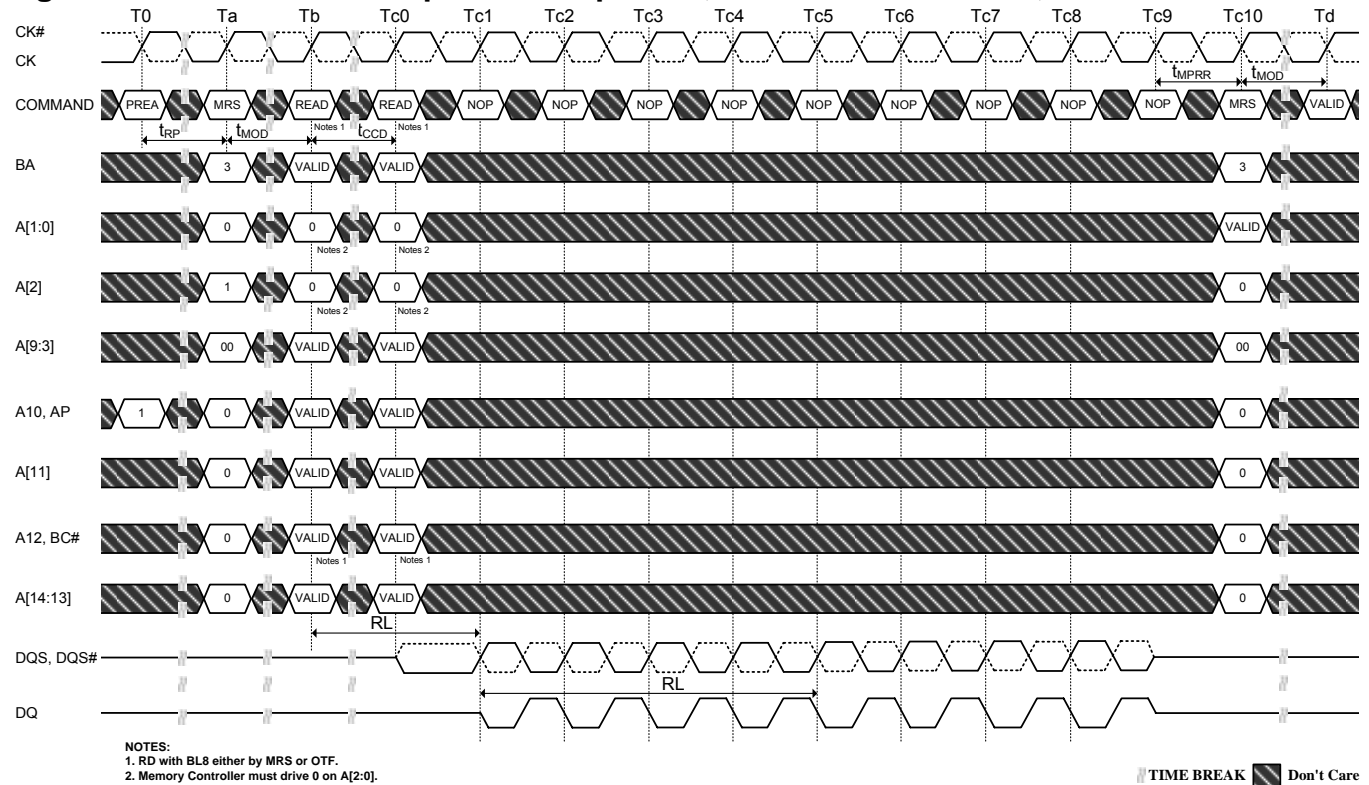 T0 Ta Tb Tc0 Tc1 Tc2 Tc3 Tc4 Tc5 Tc6 Tc7 Tc8 Tc9 Tc10 Td
CK#
CK
tMPRR tMOD
COMMAND PREA MRS READ READ NOP NOP NOP NOP NOP NOP NOP NOP NOP MRS VALID
Notes 1 Notes 1
tRP tMOD tCCD
BA 3 VALID VALID 3
A[1:0] 0 0 0 VALID
Notes 2 Notes 2
A[2] 1 0 0 0
Notes 2 Notes 2
A[9:3] 00 VALID VALID 00
A10, AP 1 0 VALID VALID 0
A[11] 0 VALID VALID 0
A12, BC# 0 VALID VALID 0
Notes 1 Notes 1
A[14:13] 0 VALID VALID 0
RL
DQS, DQS#
RL
DQ
NOTES:
1. RD with BL8 either by MRS or OTF.
2. Memory Controller must drive 0 on A[2:0].
TIME BREAK Don't Care